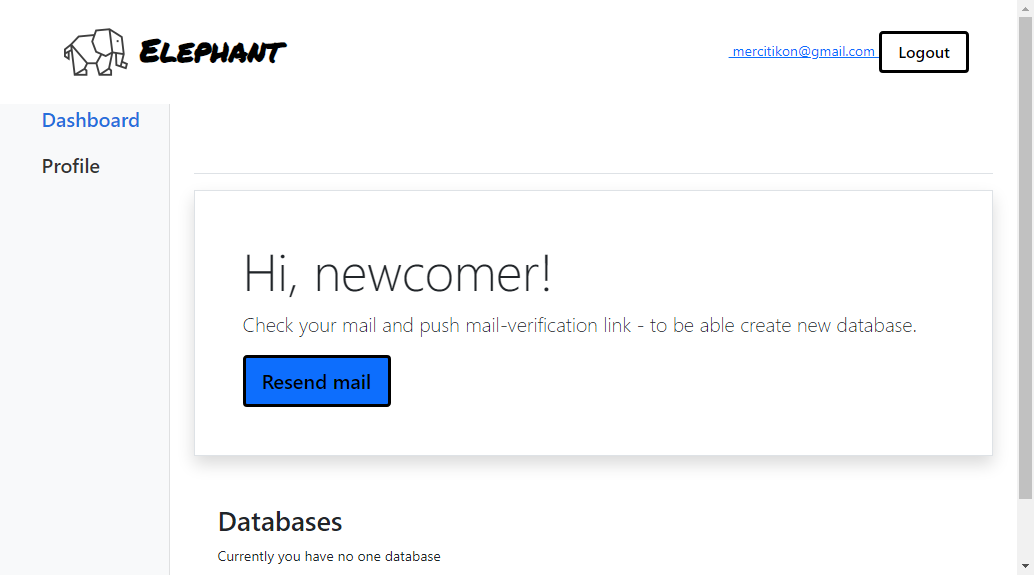 ELEPHANT
mercitikon@gmail.com
Logout
Dashboard
Profile
Hi, newcomer!
Check your mail and push mail-verification link - to be able create new database.
Resend mail
Databases
Currently you have no one database